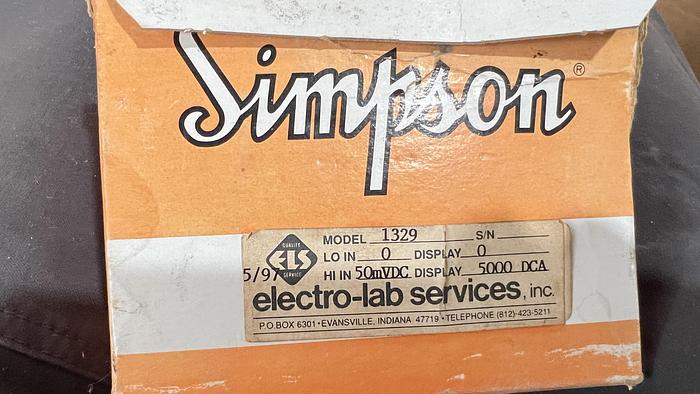 Simpson®
QUALITY
ELS
SERVICE
MODEL 1329 S/N
LO IN 0 DISPLAY 0
5/97 HI IN 50mVDC DISPLAY 5000 DCA
electro-lab services, inc.
P.O.BOX 6301 • EVANSVILLE, INDIANA 47719 • TELEPHONE (812)-423-5211